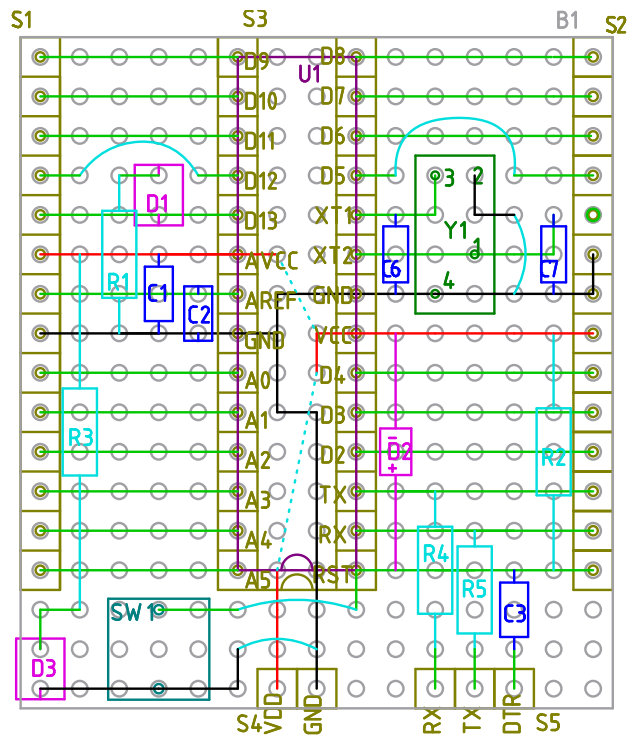 S1 S3 B1 S2
D9 U1 D8
D10 D7
D11 D6
D12 D5 3 2
D1
D13 XT1
Y1
AVCC XT2 1
R1 C1 C6 C7
AREF GND 4
C2
GND VCC
A0 D4
A1 D3
R3 D2
A2 D2 R2
A3 TX
A4 RX
R4
A5 RST R5
SW1 C3
D3
VDD GND RX TX DTR
S4 S5